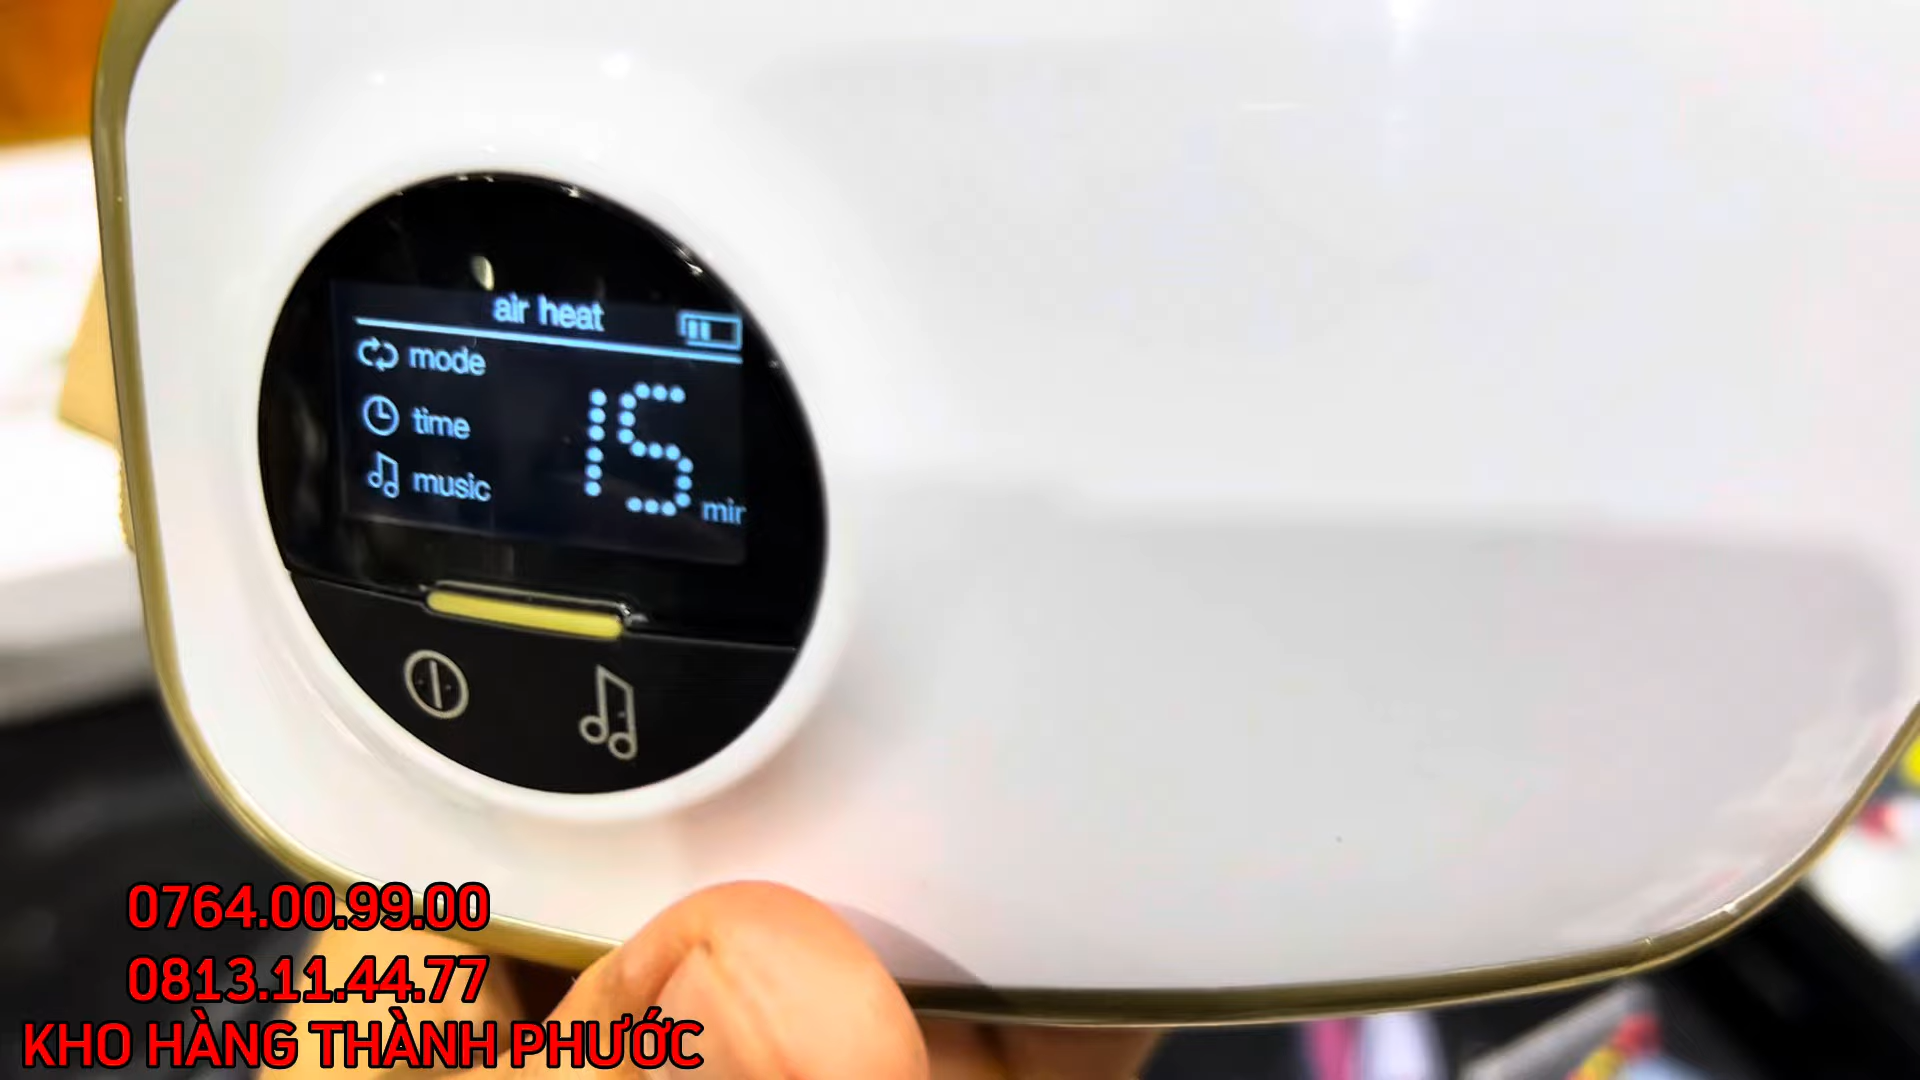 air heat
mode
time
music
15
min
0764.00.99.00
0813.11.44.77
KHO HÀNG THÀNH PHƯỚC